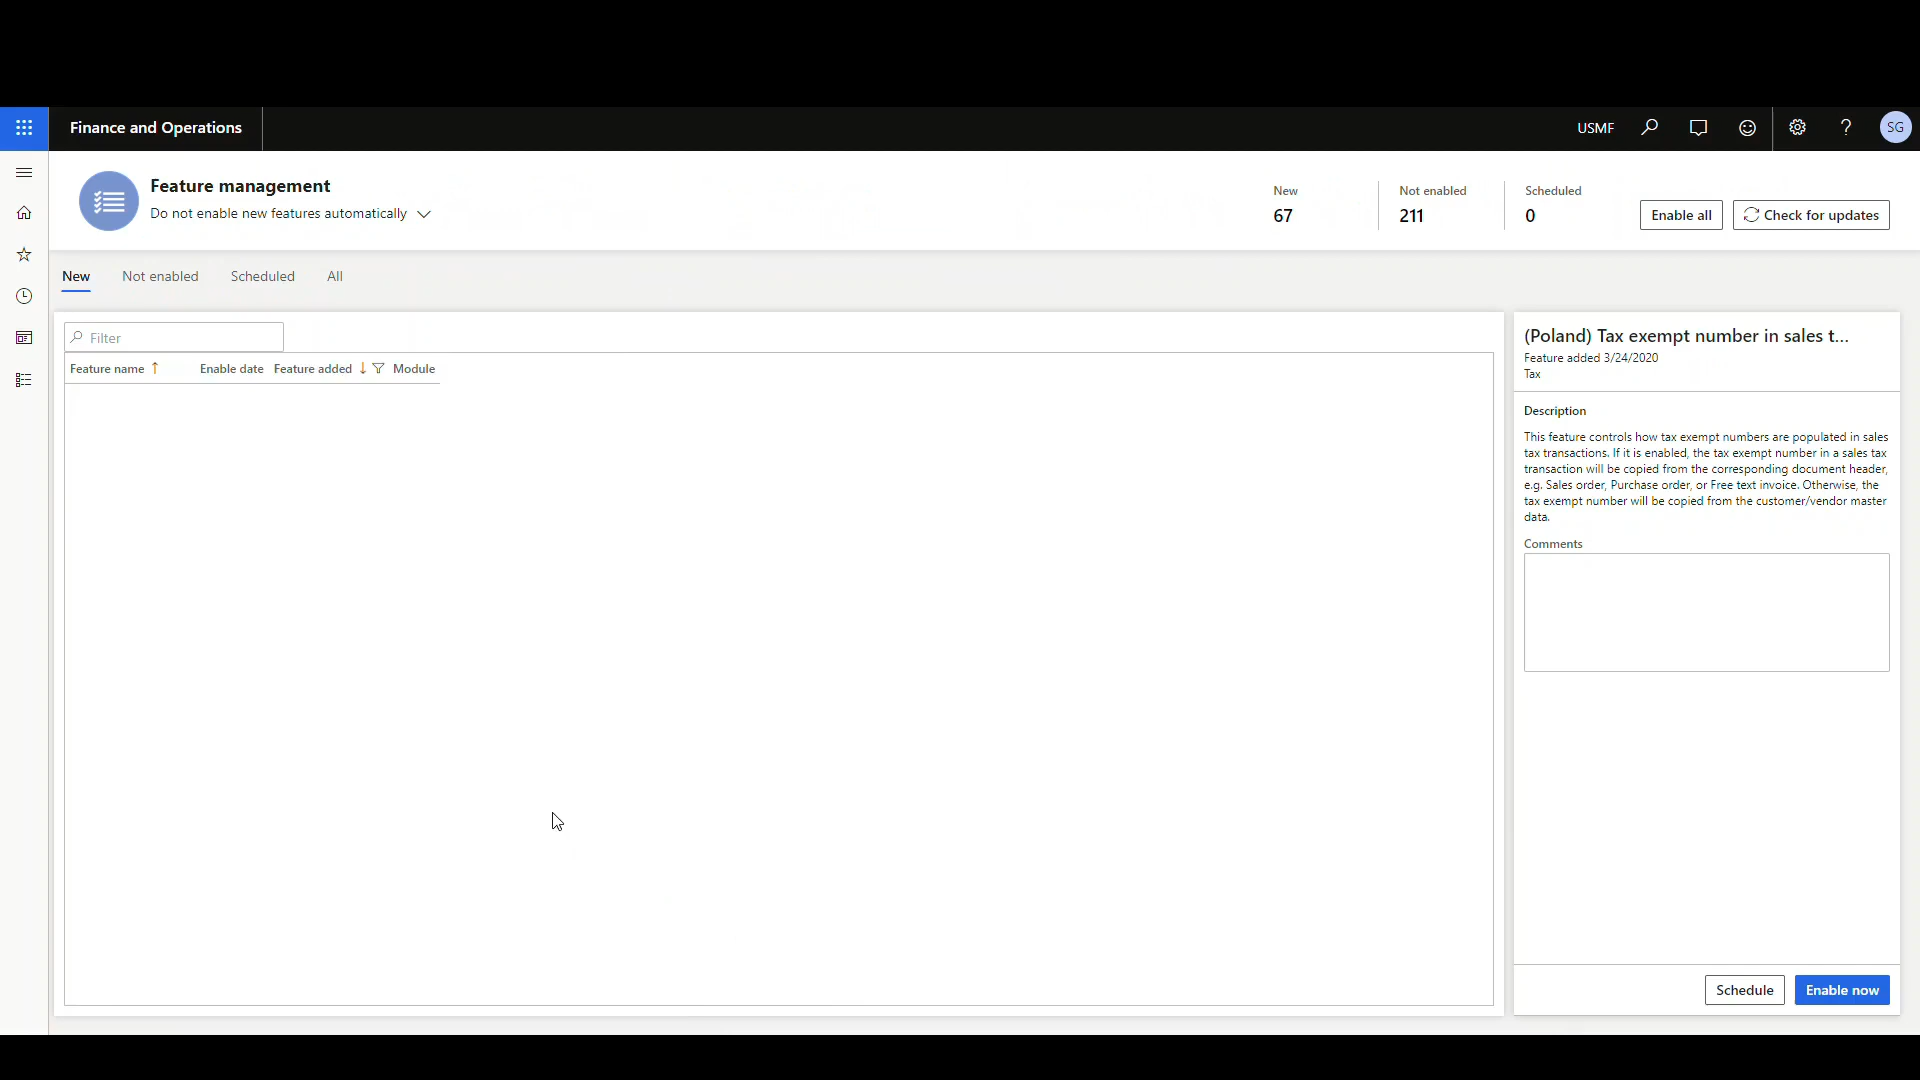 Finance and Operations
USMF
SG
Feature management
Do not enable new features automatically
New
67
Not enabled
211
Scheduled
0
Enable all
Check for updates
New
Not enabled
Scheduled
All
Filter
Feature name
Enable date
Feature added
Module
(Poland) Tax exempt number in sales t...
Feature added 3/24/2020
Tax
Description
This feature controls how tax exempt numbers are populated in sales
tax transactions. If it is enabled, the tax exempt number in a sales tax
transaction will be copied from the corresponding document header,
e.g. Sales order, Purchase order, or Free text invoice. Otherwise, the
tax exempt number will be copied from the customer/vendor master
data.
Comments
Schedule
Enable now